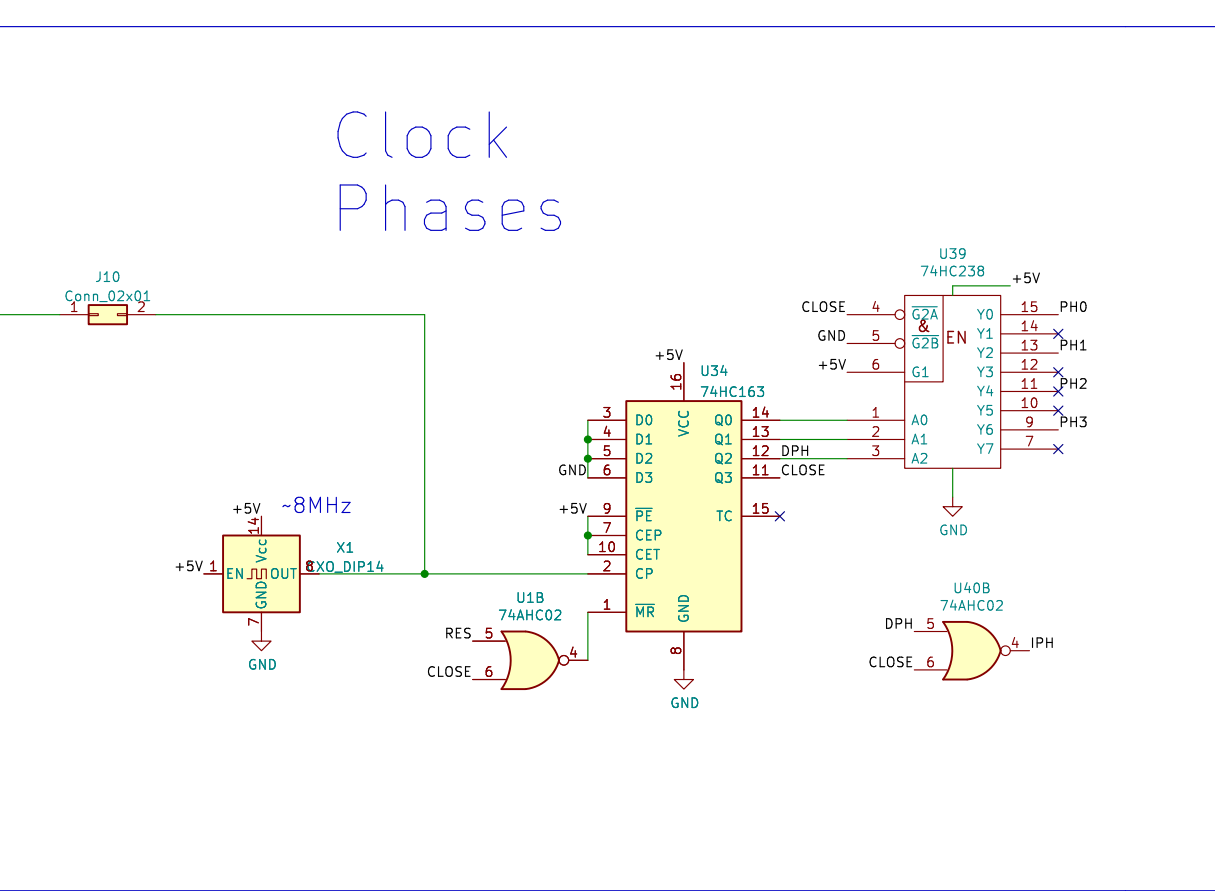 Clock
Phases
J10
Conn_02x01
1
2
~8MHz
+5V
14
Vcc
X1
CXO_DIP14
+5V
1
EN
OUT
8
GND
7
GND
+5V
16
U34
74HC163
VCC
3
D0
4
D1
5
D2
GND
6
D3
+5V
9
PE
7
CEP
10
CET
2
CP
1
MR
GND
8
GND
Q0
14
Q1
13
Q2
12
DPH
Q3
11
CLOSE
TC
15
U1B
74AHC02
RES
5
CLOSE
6
4
U39
74HC238
+5V
CLOSE
4
G2A
&
GND
5
G2B
EN
+5V
6
G1
1
A0
2
A1
3
A2
Y0
15
PH0
Y1
14
Y2
13
PH1
Y3
12
Y4
11
PH2
Y5
10
Y6
9
PH3
Y7
7
GND
U40B
74AHC02
DPH
5
CLOSE
6
4
IPH